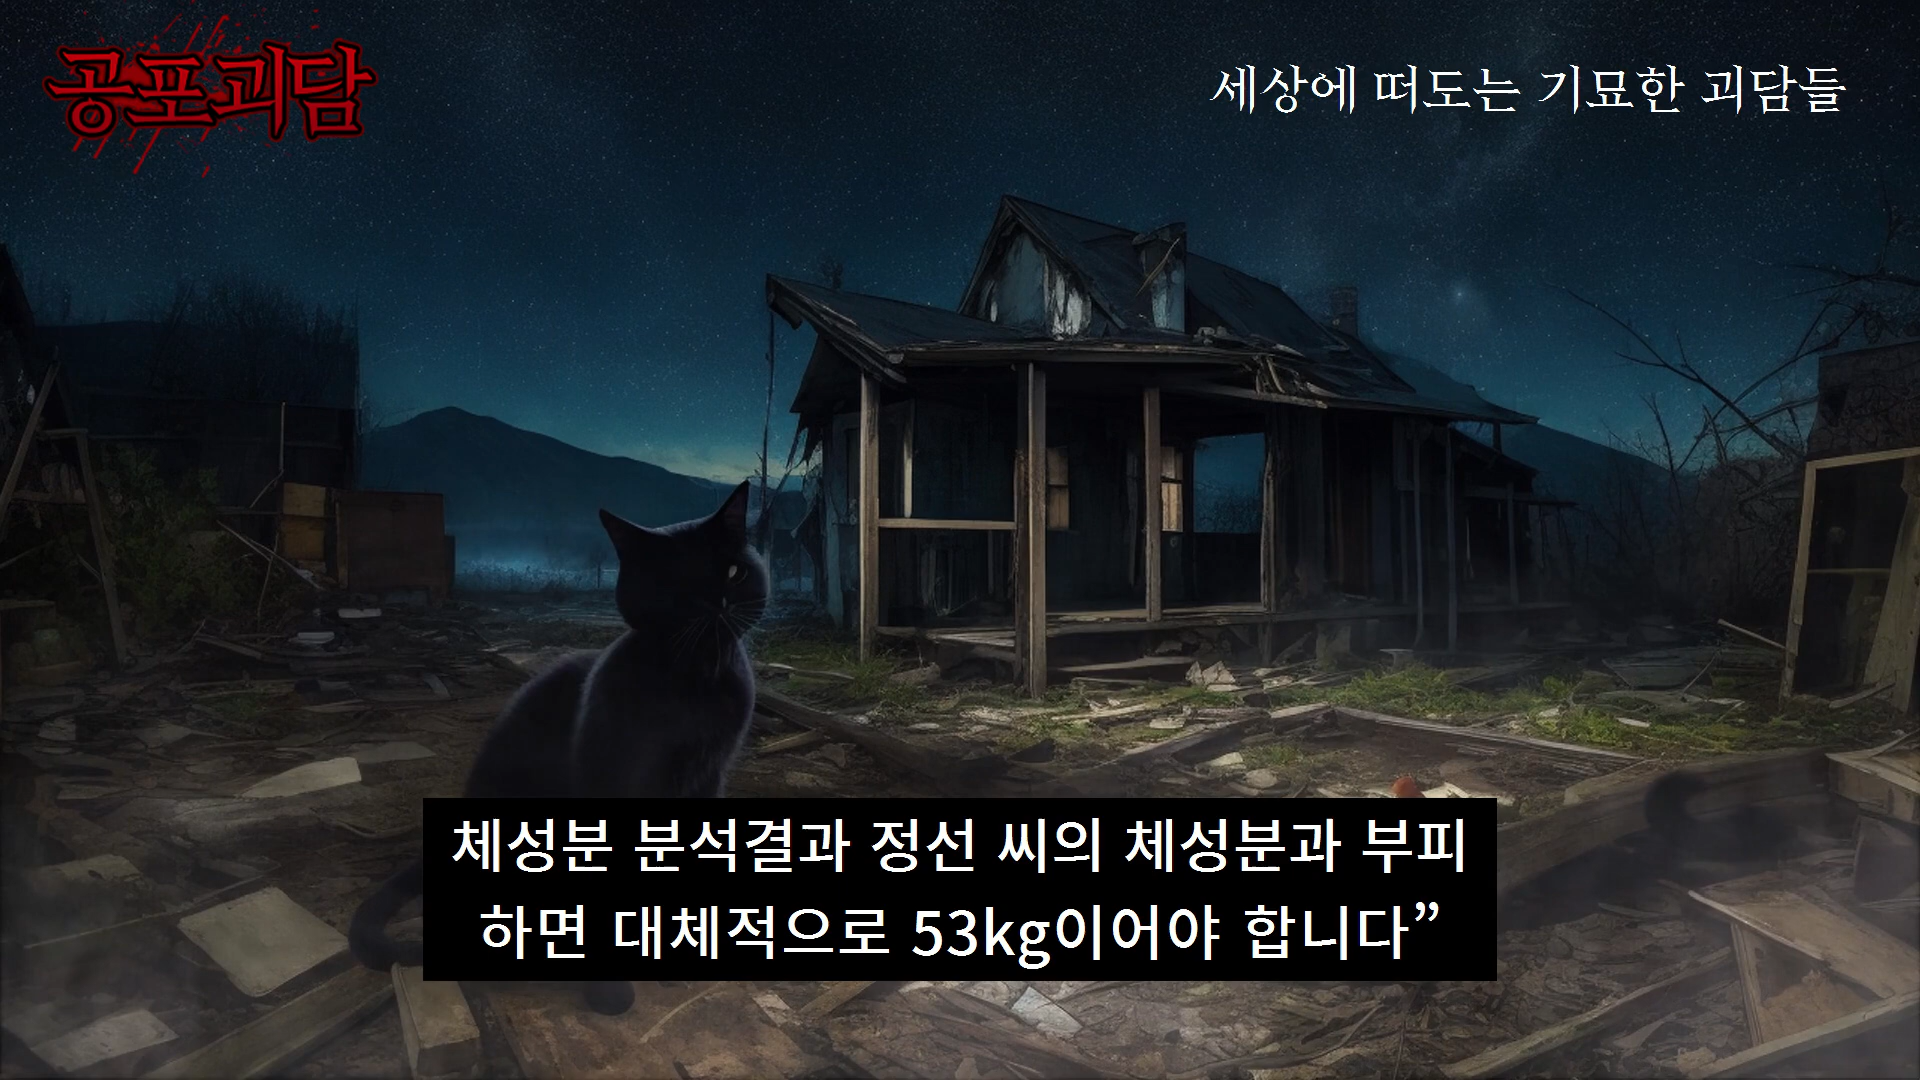 공포괴담
세상에 떠도는 기묘한 괴담들
체성분 분석결과 정선 씨의 체성분과 부피
하면 대체적으로 53kg이어야 합니다”